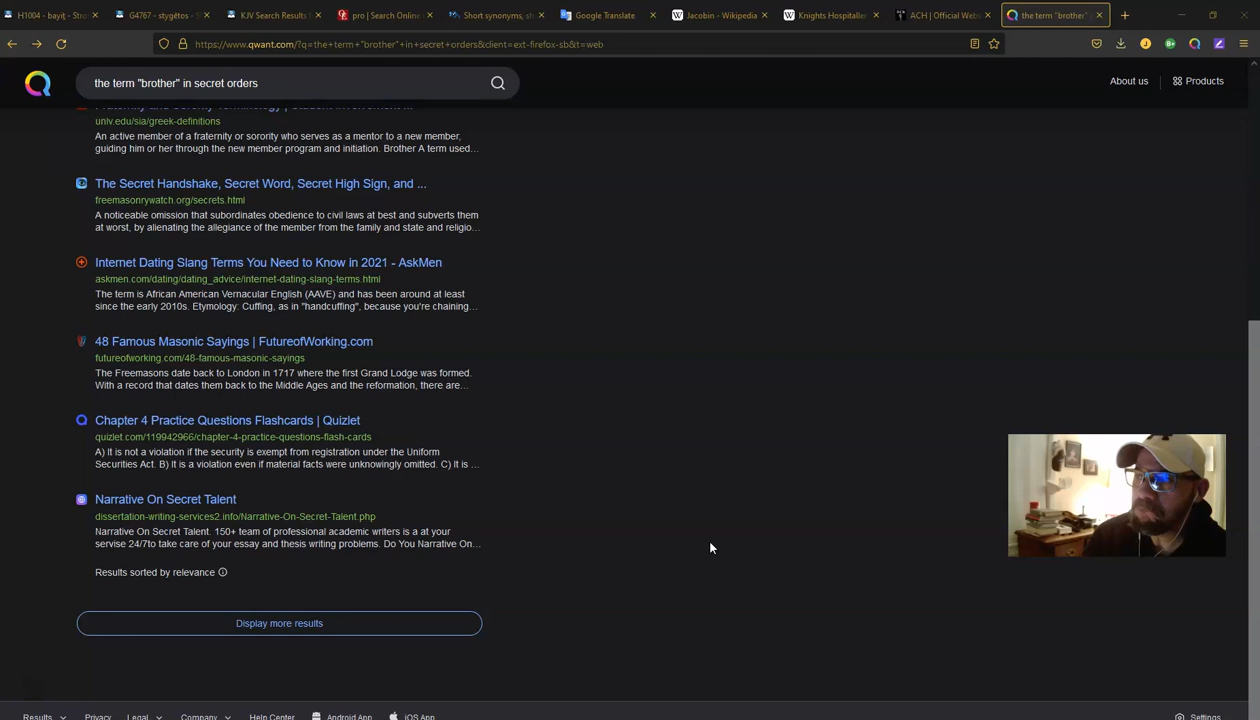 H1004 - bayiṯ - Stro
G4767 - stygētos - S
KJV Search Results f
pro | Search Online E
Short synonyms, sh
Google Translate
Jacobin - Wikipedia
Knights Hospitaller
ACH | Official Webs
the term "brother"
https://www.qwant.com/?q=the+term+"brother"+in+secret+orders&client=ext-firefox-sb&t=web
the term "brother" in secret orders
About us
Products
univ.edu/sia/greek-definitions
An active member of a fraternity or sorority who serves as a mentor to a new member,
guiding him or her through the new member program and initiation. Brother A term used...
The Secret Handshake, Secret Word, Secret High Sign, and ...
freemasonrywatch.org/secrets.html
A noticeable omission that subordinates obedience to civil laws at best and subverts them
at worst, by alienating the allegiance of the member from the family and state and religio...
Internet Dating Slang Terms You Need to Know in 2021 - AskMen
askmen.com/dating/dating_advice/internet-dating-slang-terms.html
The term is African American Vernacular English (AAVE) and has been around at least
since the early 2010s. Etymology: Cuffing, as in "handcuffing", because you're chaining...
48 Famous Masonic Sayings | FutureofWorking.com
futureofworking.com/48-famous-masonic-sayings
The Freemasons date back to London in 1717 where the first Grand Lodge was formed.
With a record that dates them back to the Middle Ages and the reformation, there are...
Chapter 4 Practice Questions Flashcards | Quizlet
quizlet.com/119942966/chapter-4-practice-questions-flash-cards
A) It is not a violation if the security is exempt from registration under the Uniform
Securities Act. B) It is a violation even if material facts were unknowingly omitted. C) It is ...
Narrative On Secret Talent
dissertation-writing-services2.info/Narrative-On-Secret-Talent.php
Narrative On Secret Talent. 150+ team of professional academic writers is a at your
servise 24/7to take care of your essay and thesis writing problems. Do You Narrative On...
Results sorted by relevance
Display more results
Results
Privacy
Legal
Company
Help Center
Android App
iOS App
Settings